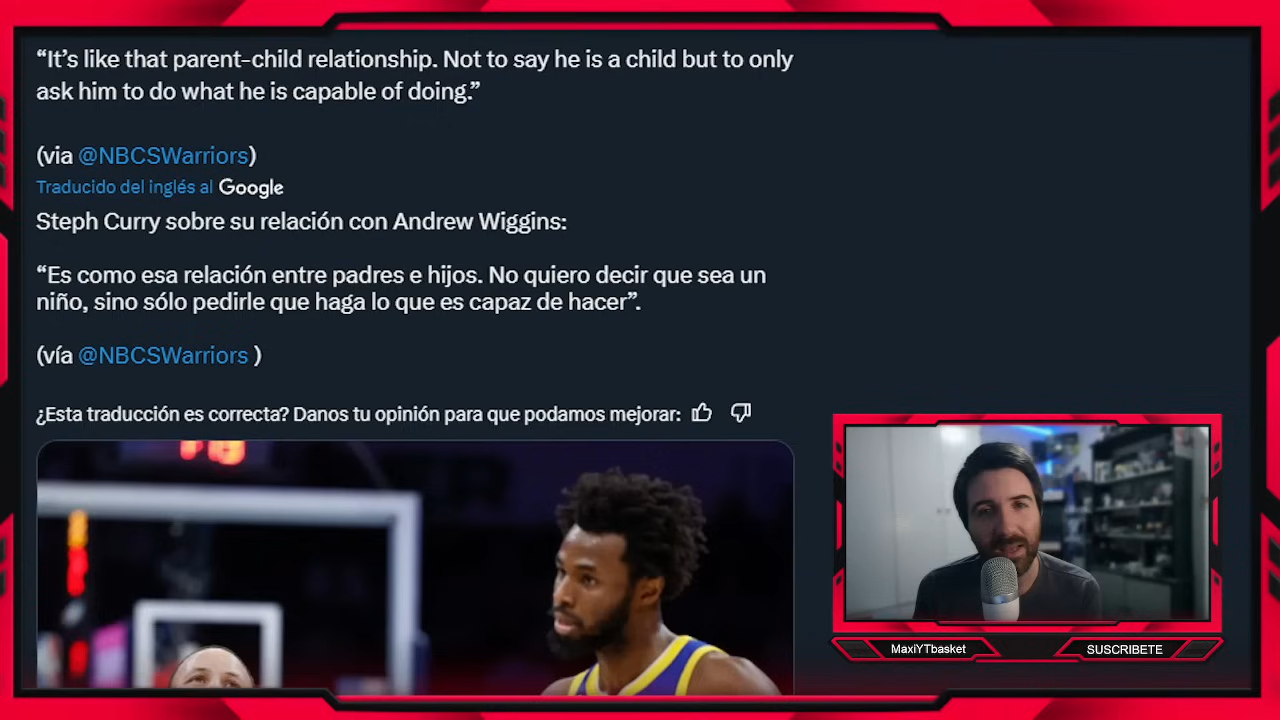 “It’s like that parent-child relationship. Not to say he is a child but to only
ask him to do what he is capable of doing.”
(via @NBCSWarriors)
Traducido del inglés al Google
Steph Curry sobre su relación con Andrew Wiggins:
“Es como esa relación entre padres e hijos. No quiero decir que sea un
niño, sino sólo pedirle que haga lo que es capaz de hacer”.
(vía @NBCSWarriors )
¿Esta traducción es correcta? Danos tu opinión para que podamos mejorar:
MaxiYTbasket
SUSCRIBETE